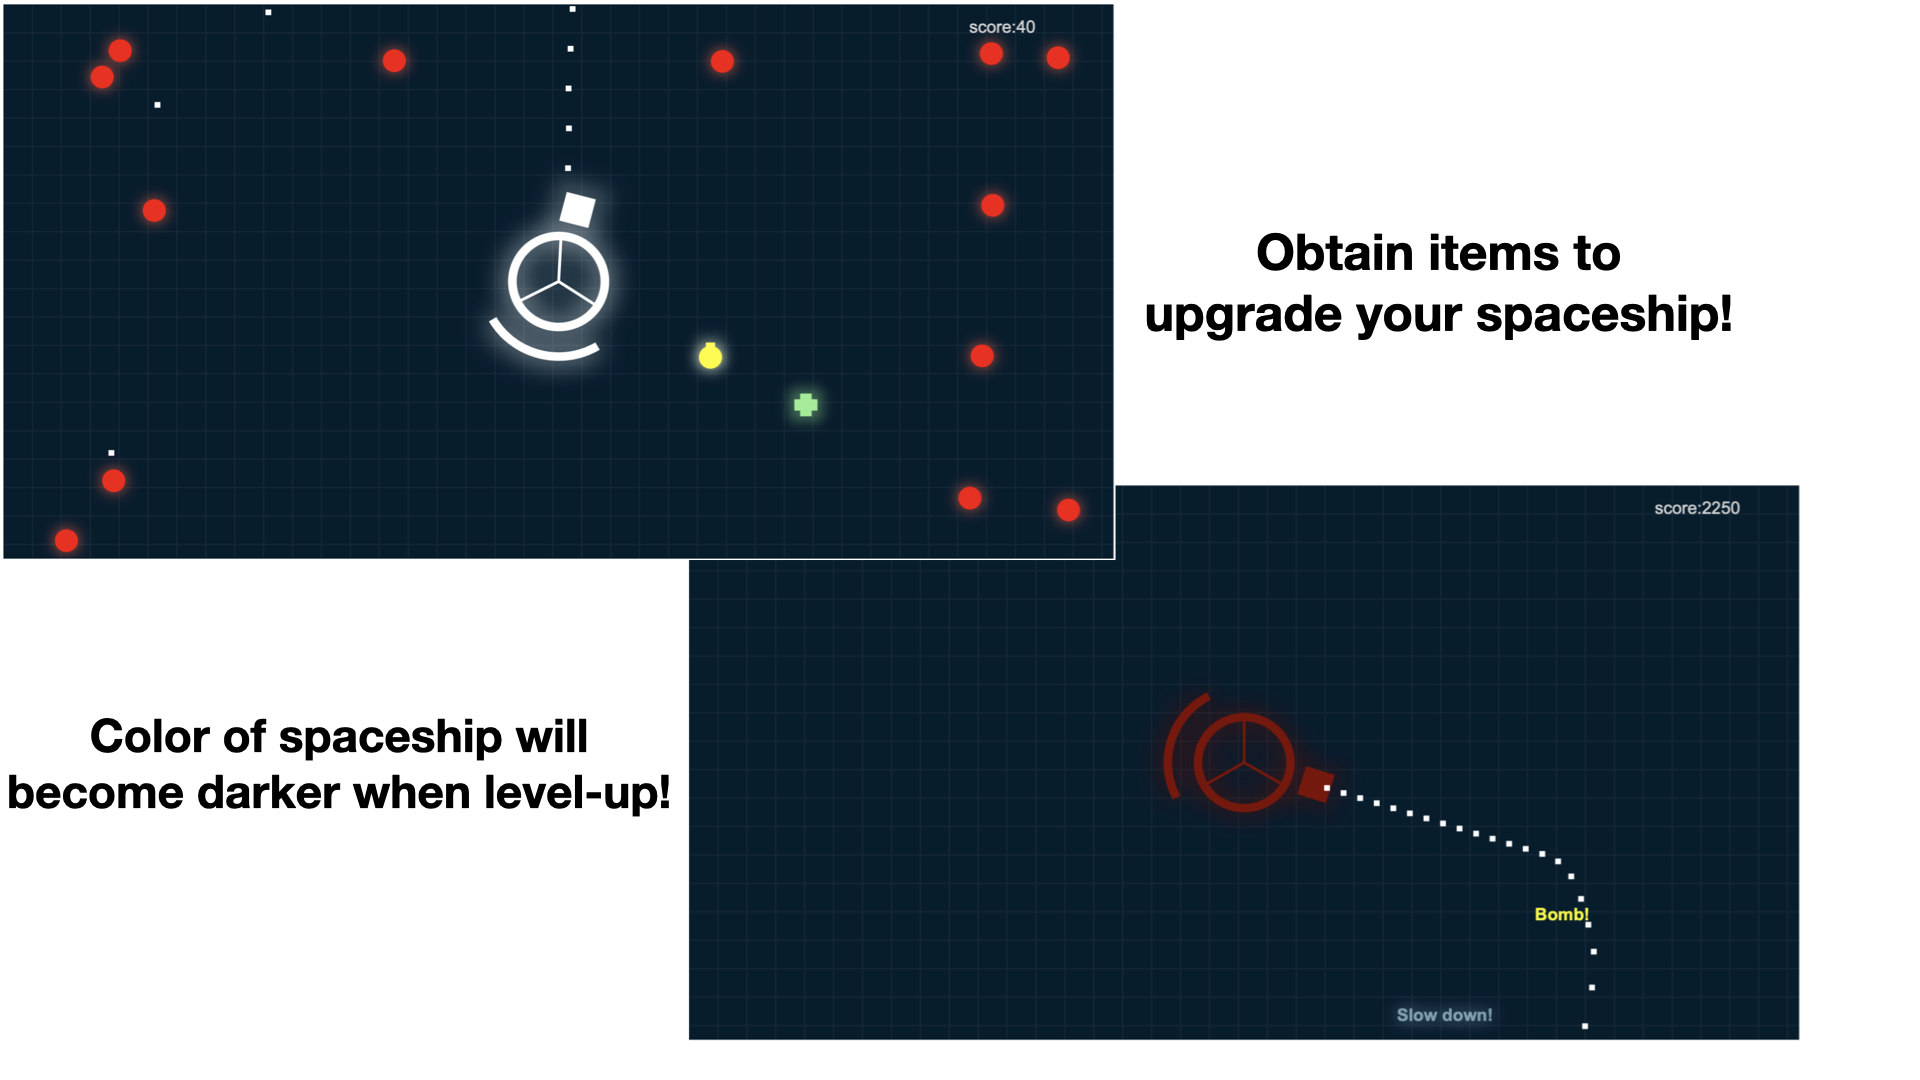 score:40
Obtain items to
upgrade your spaceship!
score:2250
Color of spaceship will
become darker when level-up!
Bomb!
Slow down!